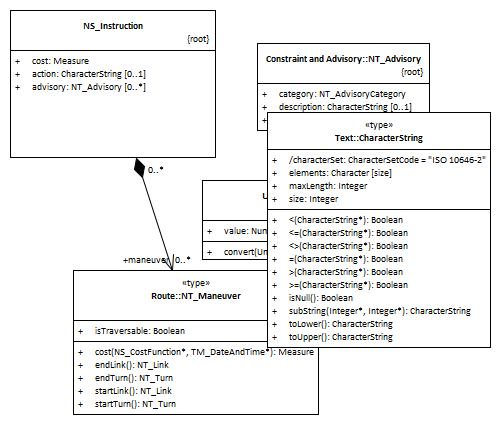 NS_Instruction
{root}
+ cost: Measure
+ action: CharacterString [0..1]
+ advisory: NT_Advisory [0..*]
Constraint and Advisory::NT_Advisory
{root}
+ category: NT_AdvisoryCategory
+ description: CharacterString [0..1]
+
«type»
Text::CharacterString
+ /characterSet: CharacterSetCode = "ISO 10646-2"
+ elements: Character [size]
+ maxLength: Integer
+ size: Integer
+ <(CharacterString*): Boolean
+ <=(CharacterString*): Boolean
+ <>(CharacterString*): Boolean
+ =(CharacterString*): Boolean
+ >(CharacterString*): Boolean
+ >=(CharacterString*): Boolean
+ isNull(): Boolean
+ subString(Integer*, Integer*): CharacterString
+ toLower(): CharacterString
+ toUpper(): CharacterString
0..*
+ value:
+
+maneuver
0..*
«type»
Route::NT_Maneuver
+ isTraversable: Boolean
+ cost(NS_CostFunction*, TM_DateAndTime*): Measure
+ endLink(): NT_Link
+ endTurn(): NT_Turn
+ startLink(): NT_Link
+ startTurn(): NT_Turn